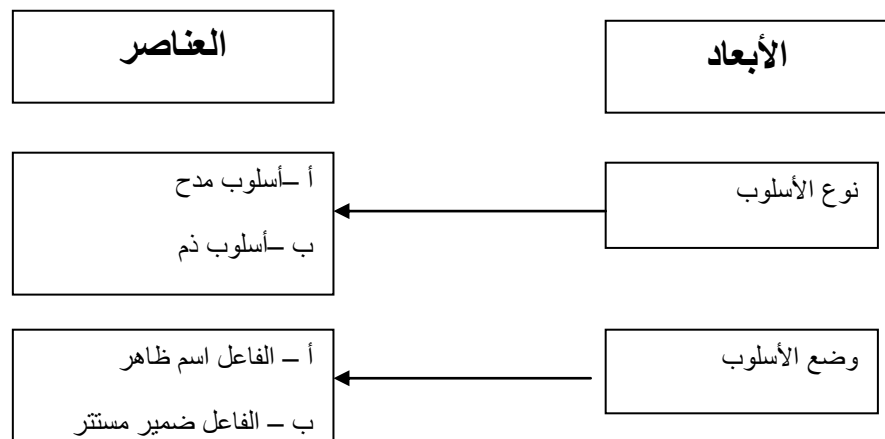 الأبعاد
العناصر
نوع الأسلوب
أ –أسلوب مدح
ب –أسلوب ذم
وضع الأسلوب
أ – الفاعل اسم ظاهر
ب – الفاعل ضمير مستتر